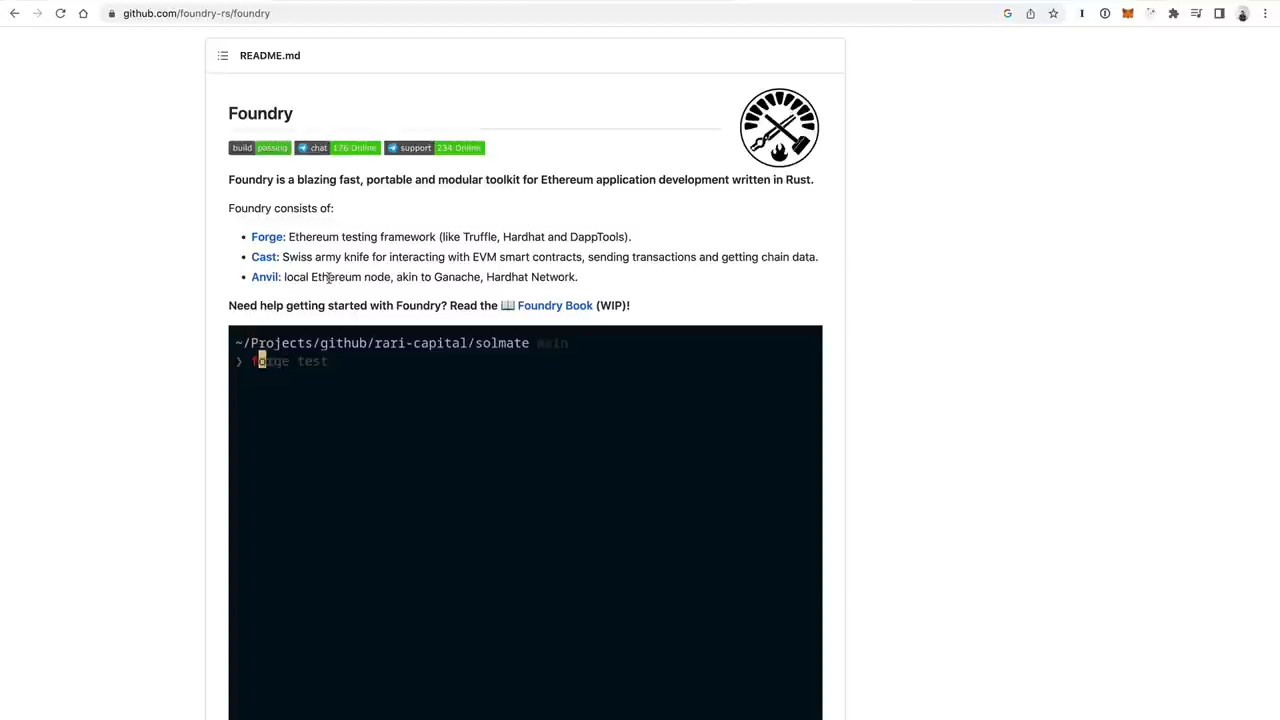 github.com/foundry-rs/foundry
README.md
Foundry
build passing chat 176 Online support 234 Online
Foundry is a blazing fast, portable and modular toolkit for Ethereum application development written in Rust.
Foundry consists of:
• Forge: Ethereum testing framework (like Truffle, Hardhat and DappTools).
• Cast: Swiss army knife for interacting with EVM smart contracts, sending transactions and getting chain data.
• Anvil: local Ethereum node, akin to Ganache, Hardhat Network.
Need help getting started with Foundry? Read the 📖 Foundry Book (WIP)!
~/Projects/github/rari-capital/solmate main
❯ forge test